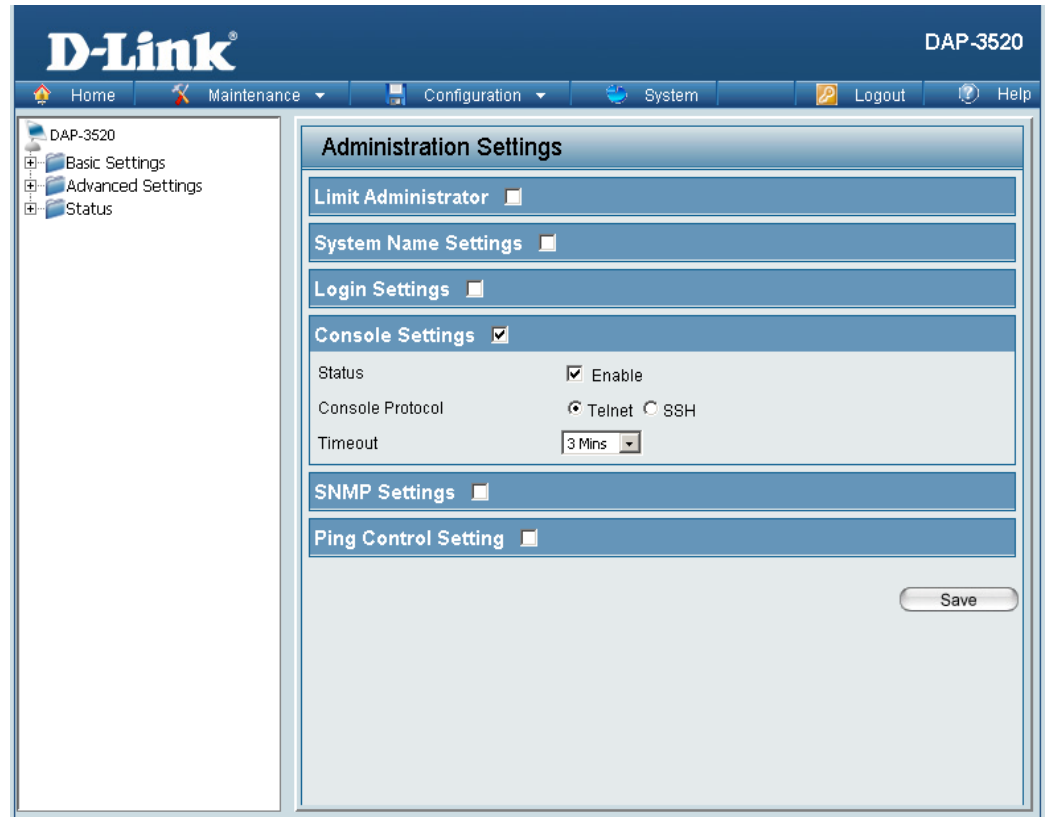 D-Link®
DAP-3520
Home Maintenance Configuration System Logout Help
DAP-3520
Basic Settings
Advanced Settings
Status
Administration Settings
Limit Administrator
System Name Settings
Login Settings
Console Settings
Status Enable
Console Protocol Telnet SSH
Timeout 3 Mins
SNMP Settings
Ping Control Setting
Save